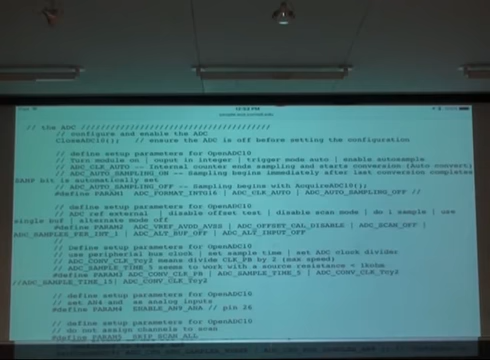 12:53 PM
// the ADC ////////////////////////////////////////
// configure and enable the ADC
CloseADC10(); // ensure the ADC is off before setting the configuration
// define setup parameters for OpenADC10
// Turn module on | ouput in integer | trigger mode auto | enable autosample
// ADC_CLK_AUTO -- Internal counter ends sampling and starts conversion (Auto convert)
// ADC_AUTO_SAMPLING_ON -- Sampling begins immediately after last conversion completes
SAMP bit is automatically set
// ADC_AUTO_SAMPLING_OFF -- Sampling begins with AcquireADC10();
#define PARAM1 ADC_FORMAT_INTG16 | ADC_CLK_AUTO | ADC_AUTO_SAMPLING_OFF //
// define setup parameters for OpenADC10
// ADC ref external | disable offset test | disable scan mode | do 1 sample | use
single buf | alternate mode off
#define PARAM2 ADC_VREF_AVDD_AVSS | ADC_OFFSET_CAL_DISABLE | ADC_SCAN_OFF |
ADC_SAMPLES_PER_INT_1 | ADC_ALT_BUF_OFF | ADC_ALT_INPUT_OFF
//
// Define setup parameters for OpenADC10
// use peripheral bus clock | set sample time | set ADC clock divider
// ADC_CONV_CLK_Tcy2 means divide CLK_PB by 2 (max speed)
// ADC_SAMPLE_TIME_5 seems to work with a source resistance = 1kohm
#define PARAM3 ADC_CONV_CLK_PB | ADC_SAMPLE_TIME_5 | ADC_CONV_CLK_Tcy2
//ADC_SAMPLE_TIME_15| ADC_CONV_CLK_Tcy2
// define setup parameters for OpenADC10
// set AN4 and as analog inputs
#define PARAM4 ENABLE_AN4_ANA // pin 26
// define setup parameters for OpenADC10
// do not assign channels to scan
#define PARAM5 SKIP_SCAN_ALL